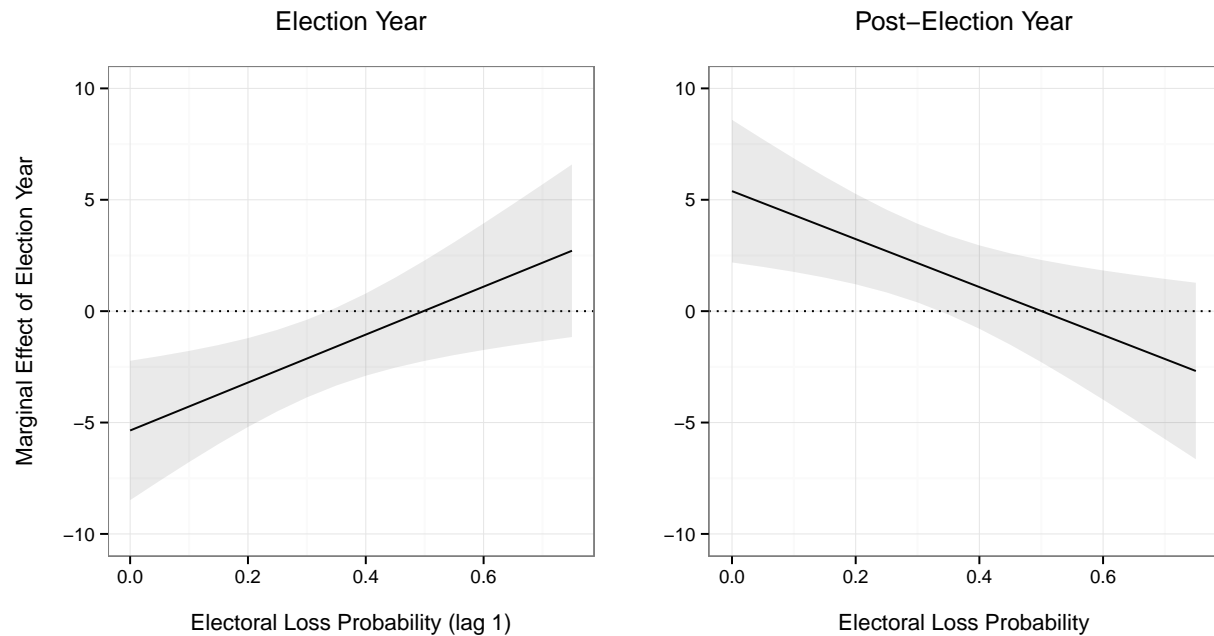 Election Year
Post−Election Year
Marginal Effect of Election Year
10
5
0
−5
−10
0.0 0.2 0.4 0.6
Electoral Loss Probability (lag 1)
10
5
0
−5
−10
0.0 0.2 0.4 0.6
Electoral Loss Probability